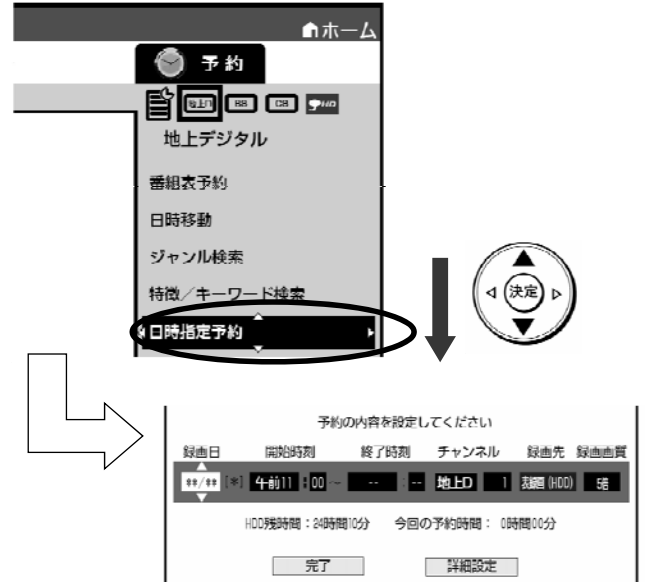 ホーム
予約
地上D BS CS HD
地上デジタル
番組表予約
日時移動
ジャンル検索
特徴／キーワード検索
日時指定予約
決定
予約の内容を設定してください
録画日 開始時刻 終了時刻 チャンネル 録画先 録画画質
**/** [*] 午前11:00～ --:-- 地上D 1 (HDD)
HDD残時間：24時間10分 今回の予約時間： 0時間00分
完了 詳細設定